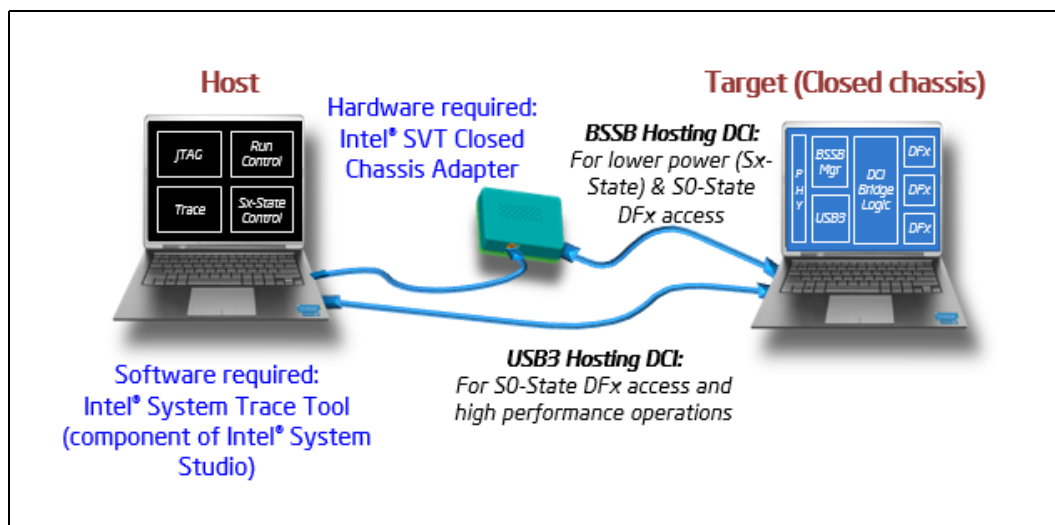 Host
Target (Closed chassis)
Hardware required:
Intel® SVT Closed
Chassis Adapter
BSSB Hosting DCI:
For lower power (Sx-
State) & S0-State
DFx access
JTAG
Run
Control
Trace
Sx-State
Control
P
H
Y
BSSB
Mgr
USB3
DCI
Bridge
Logic
DFx
DFx
DFx
USB3 Hosting DCI:
For S0-State DFx access and
high performance operations
Software required:
Intel® System Trace Tool
(component of Intel® System
Studio)